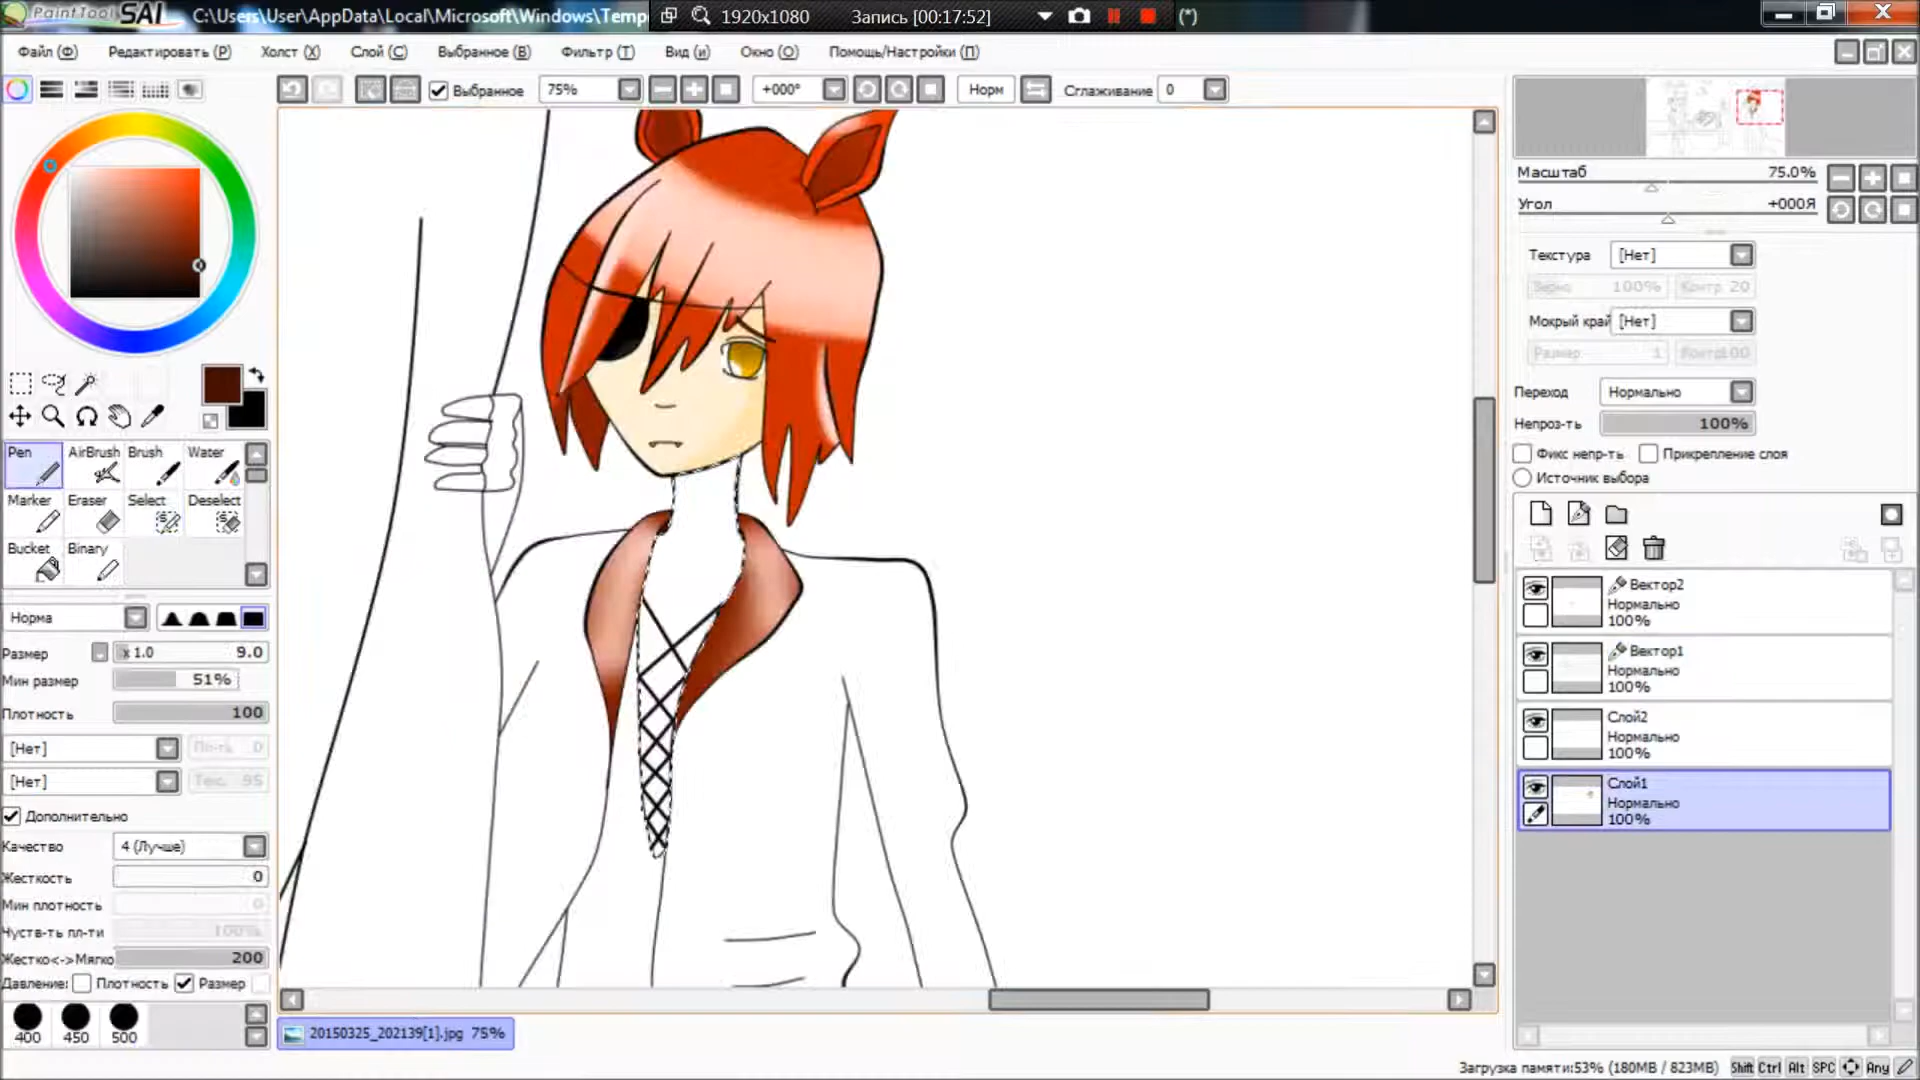 PaintTool SAI C:\Users\User\AppData\Local\Microsoft\Windows\Temp 1920x1080 Запись [00:17:52] (*)
Файл (Ф) Редактировать (Р) Холст (Х) Слой (С) Выбранное (В) Фильтр (Т) Вид (и) Окно (О) Помощь/Настройки (П)
Выбранное 75% +000° Норм Сглаживание 0
Масштаб 75.0%
Угол +000Я
Текстура [Нет]
Зерно 100% Контр 20
Мокрый край [Нет]
Размер 1 Контр 100
Переход Нормально
Непроз-ть 100%
Фикс непр-ть Прикрепление слоя
Источник выбора
Pen AirBrush Brush Water
Marker Eraser Select Deselect
Bucket Binary
Норма
Размер x 1.0 9.0
Мин размер 51%
Плотность 100
[Нет] Пл-ть 0
[Нет] Текс. 95
Дополнительно
Качество 4 (Лучше)
Жесткость 0
Мин плотность 0
Чуств-ть пл-ти 100%
Жестко<->Мягко 200
Давление: Плотность Размер
400 450 500
Вектор2
Нормально
100%
Вектор1
Нормально
100%
Слой2
Нормально
100%
Слой1
Нормально
100%
20150325_202139[1].jpg 75%
Загрузка памяти:53% (180MB / 823MB) Shift Ctrl Alt SPC Any